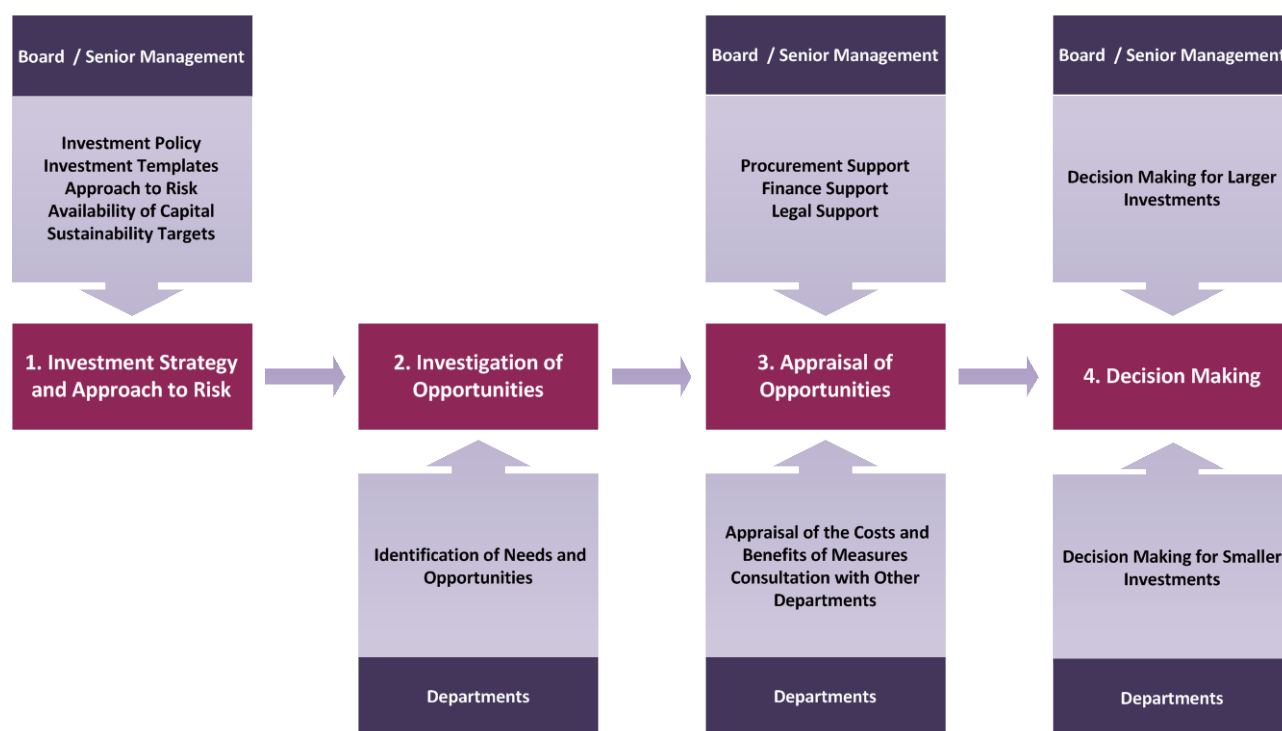 Board / Senior Management
Investment Policy
Investment Templates
Approach to Risk
Availability of Capital
Sustainability Targets
Board / Senior Management
Procurement Support
Finance Support
Legal Support
Board / Senior Management
Decision Making for Larger
Investments
1. Investment Strategy
and Approach to Risk
2. Investigation of
Opportunities
3. Appraisal of
Opportunities
4. Decision Making
Identification of Needs and
Opportunities
Departments
Appraisal of the Costs and
Benefits of Measures
Consultation with Other
Departments
Departments
Decision Making for Smaller
Investments
Departments